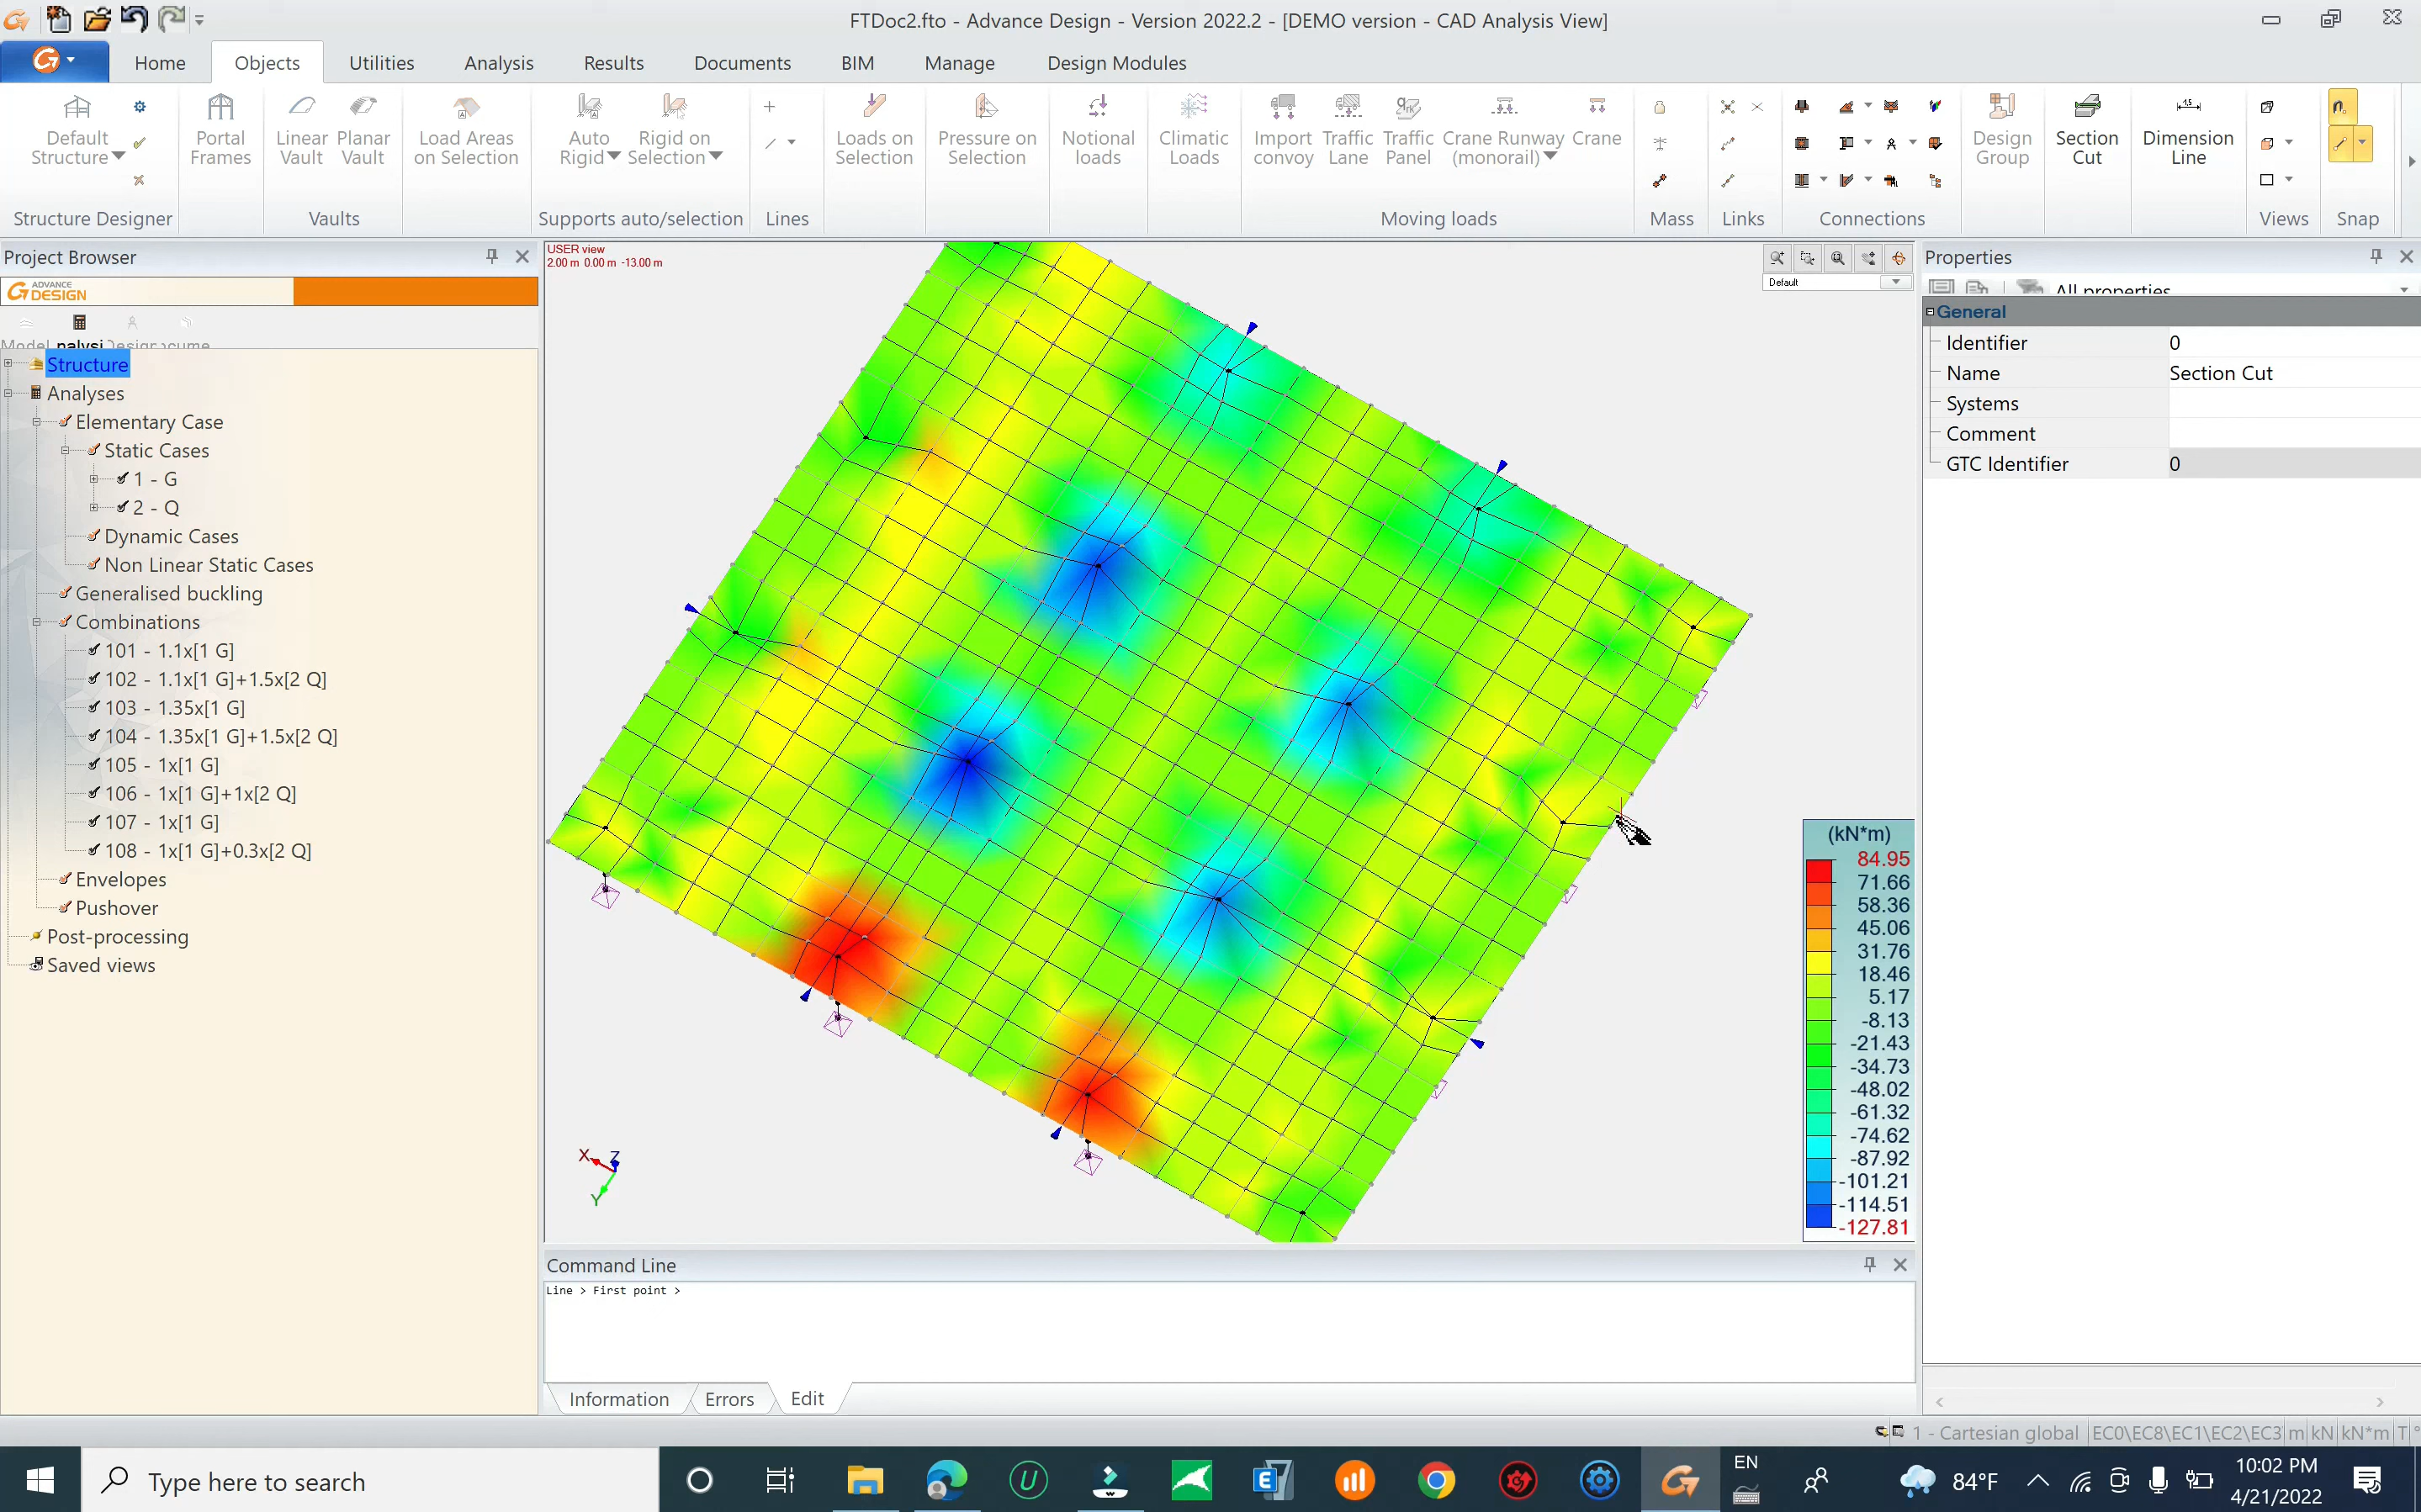 FTDoc2.fto - Advance Design - Version 2022.2 - [DEMO version - CAD Analysis View]
Home Objects Utilities Analysis Results Documents BIM Manage Design Modules
Default Structure
Portal Frames
Linear Vault
Planar Vault
Load Areas on Selection
Auto Rigid
Rigid on Selection
Loads on Selection
Pressure on Selection
Notional loads
Climatic Loads
Import convoy
Traffic Lane
Traffic Panel
Crane Runway (monorail)
Crane
Design Group
Section Cut
Dimension Line
Structure Designer Vaults Supports auto/selection Lines Moving loads Mass Links Connections Views Snap
Project Browser
ADVANCE DESIGN
Structure
Analyses
Elementary Case
Static Cases
1 - G
2 - Q
Dynamic Cases
Non Linear Static Cases
Generalised buckling
Combinations
101 - 1.1x[1 G]
102 - 1.1x[1 G]+1.5x[2 Q]
103 - 1.35x[1 G]
104 - 1.35x[1 G]+1.5x[2 Q]
105 - 1x[1 G]
106 - 1x[1 G]+1x[2 Q]
107 - 1x[1 G]
108 - 1x[1 G]+0.3x[2 Q]
Envelopes
Pushover
Post-processing
Saved views
USER view
2.00 m 0.00 m -13.00 m
Default
X Z
Y
(kN*m)
84.95
71.66
58.36
45.06
31.76
18.46
5.17
-8.13
-21.43
-34.73
-48.02
-61.32
-74.62
-87.92
-101.21
-114.51
-127.81
Properties
All properties
General
Identifier 0
Name Section Cut
Systems
Comment
GTC Identifier 0
Command Line
Line > First point >
Information Errors Edit
1 - Cartesian global EC0\EC8\EC1\EC2\EC3 m kN kN*m T °
Type here to search
EN
84°F
10:02 PM
4/21/2022